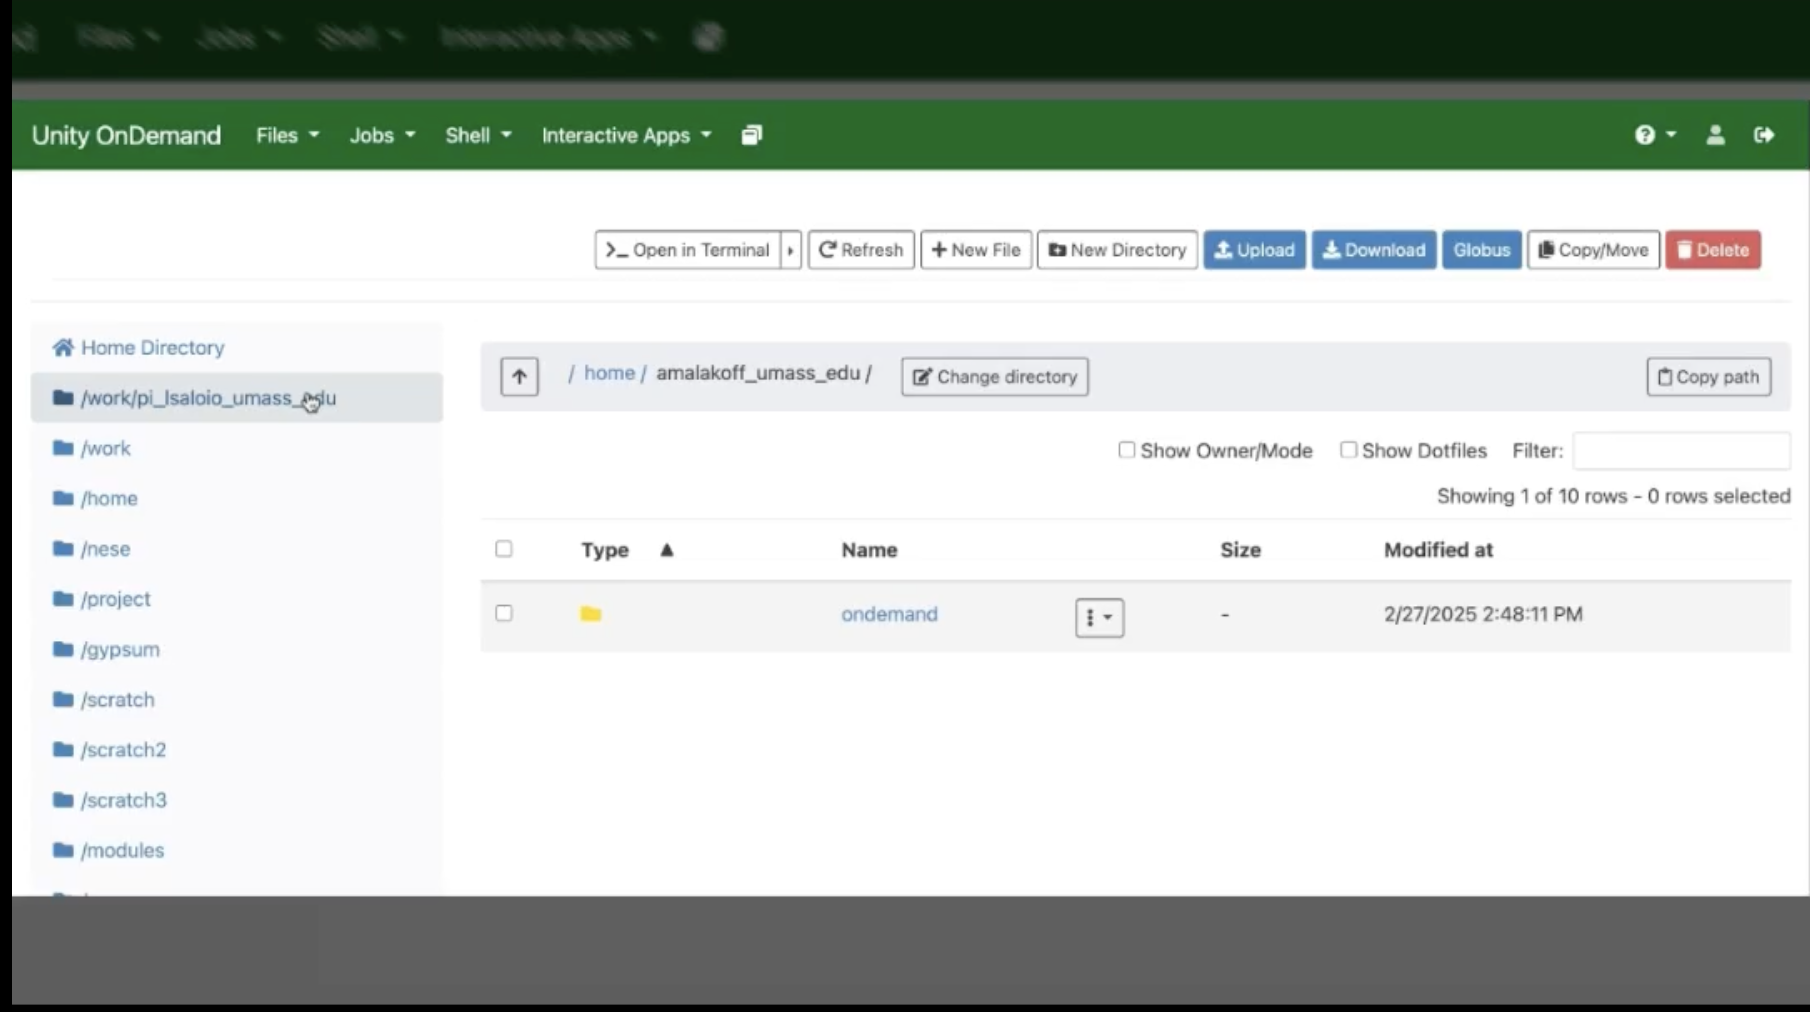 Files Jobs Shell Interactive Apps
Unity OnDemand Files Jobs Shell Interactive Apps
>_ Open in Terminal Refresh + New File New Directory Upload Download Globus Copy/Move Delete
Home Directory
/work/pi_lsaloio_umass_edu
/work
/home
/nese
/project
/gypsum
/scratch
/scratch2
/scratch3
/modules
/ home / amalakoff_umass_edu / Change directory Copy path
Show Owner/Mode Show Dotfiles Filter:
Showing 1 of 10 rows - 0 rows selected
Type Name Size Modified at
ondemand - 2/27/2025 2:48:11 PM